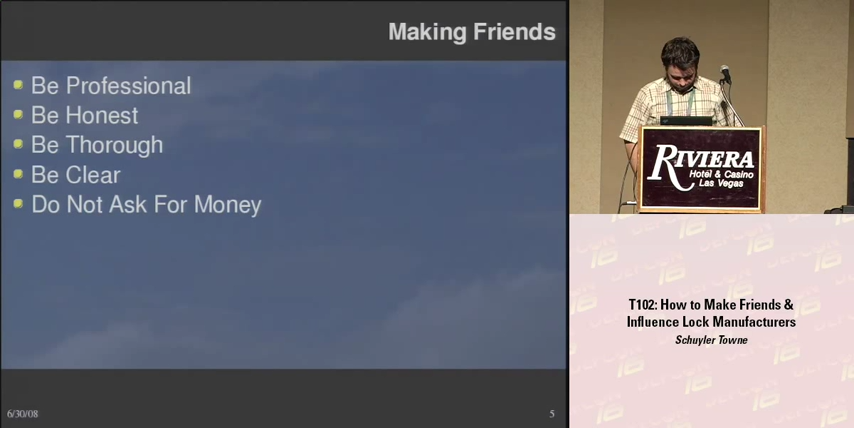 Making Friends
Be Professional
Be Honest
Be Thorough
Be Clear
Do Not Ask For Money
6/30/08
5
RIVIERA
Hotel & Casino
Las Vegas
T102: How to Make Friends &
Influence Lock Manufacturers
Schuyler Towne